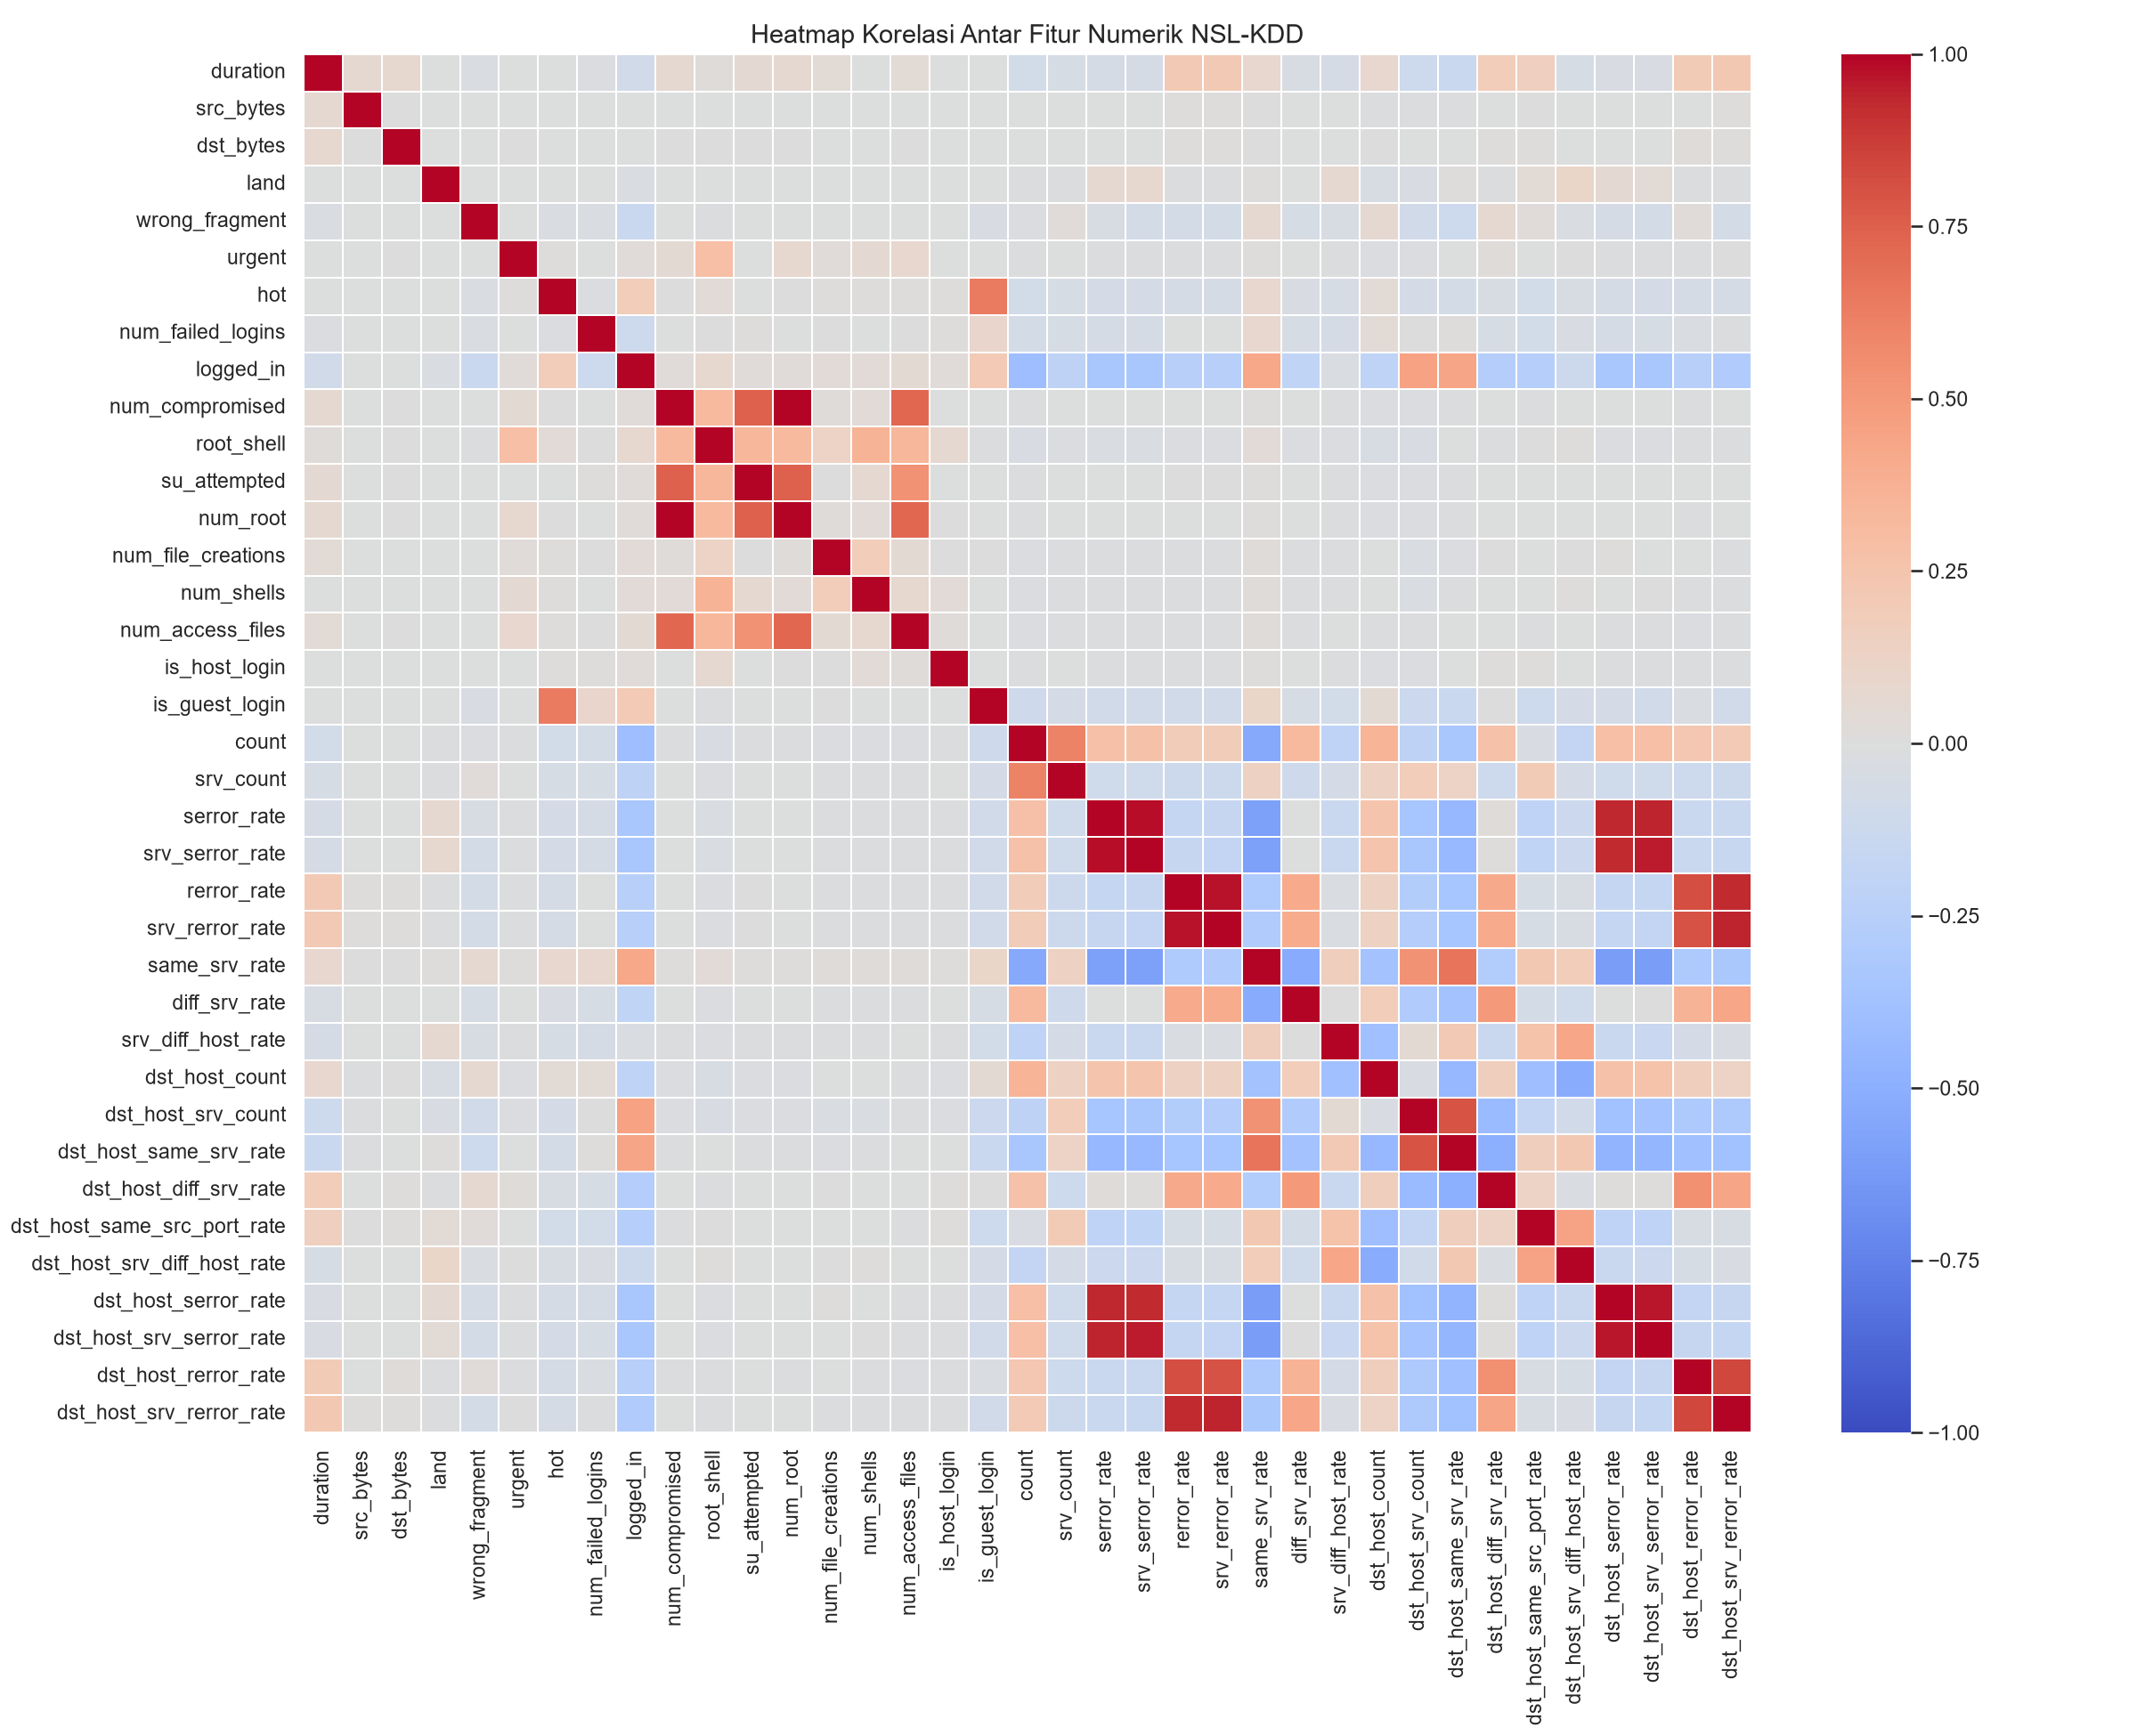 Heatmap Korelasi Antar Fitur Numerik NSL-KDD
duration
src_bytes
dst_bytes
land
wrong_fragment
urgent
hot
num_failed_logins
logged_in
num_compromised
root_shell
su_attempted
num_root
num_file_creations
num_shells
num_access_files
is_host_login
is_guest_login
count
srv_count
serror_rate
srv_serror_rate
rerror_rate
srv_rerror_rate
same_srv_rate
diff_srv_rate
srv_diff_host_rate
dst_host_count
dst_host_srv_count
dst_host_same_srv_rate
dst_host_diff_srv_rate
dst_host_same_src_port_rate
dst_host_srv_diff_host_rate
dst_host_serror_rate
dst_host_srv_serror_rate
dst_host_rerror_rate
dst_host_srv_rerror_rate
duration
src_bytes
dst_bytes
land
wrong_fragment
urgent
hot
num_failed_logins
logged_in
num_compromised
root_shell
su_attempted
num_root
num_file_creations
num_shells
num_access_files
is_host_login
is_guest_login
count
srv_count
serror_rate
srv_serror_rate
rerror_rate
srv_rerror_rate
same_srv_rate
diff_srv_rate
srv_diff_host_rate
dst_host_count
dst_host_srv_count
dst_host_same_srv_rate
dst_host_diff_srv_rate
dst_host_same_src_port_rate
dst_host_srv_diff_host_rate
dst_host_serror_rate
dst_host_srv_serror_rate
dst_host_rerror_rate
dst_host_srv_rerror_rate
1.00
0.75
0.50
0.25
0.00
−0.25
−0.50
−0.75
−1.00